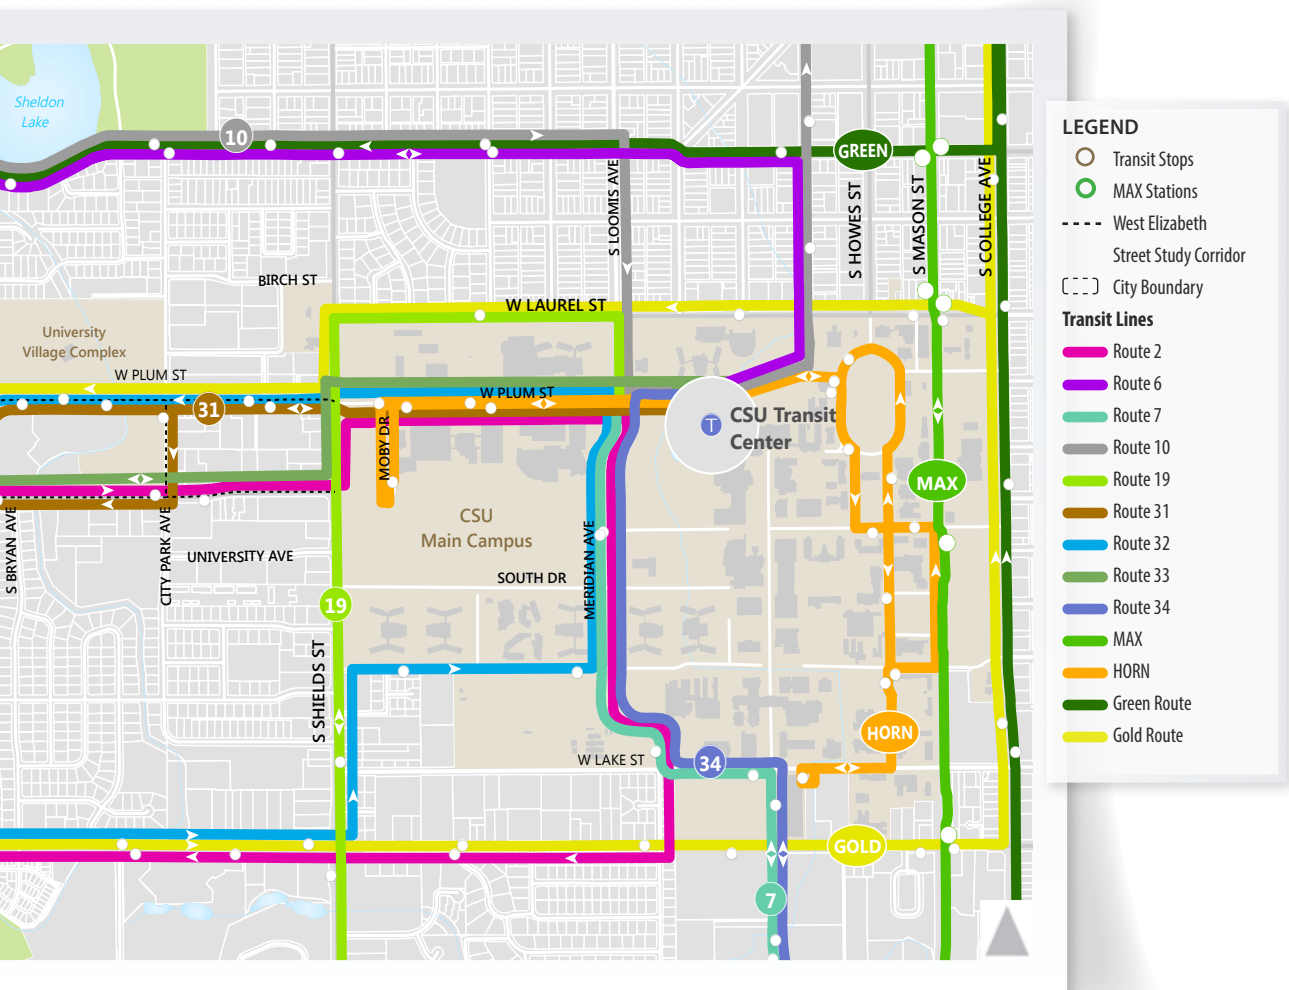 Sheldon
Lake
10
GREEN
S LOOMIS AVE
S HOWES ST
S MASON ST
S COLLEGE AVE
BIRCH ST
W LAUREL ST
University
Village Complex
W PLUM ST
31
W PLUM ST
MOBY DR
T
CSU Transit
Center
MAX
CSU
Main Campus
S BRYAN AVE
CITY PARK AVE
UNIVERSITY AVE
SOUTH DR
MERIDIAN AVE
19
S SHIELDS ST
HORN
W LAKE ST
34
GOLD
7
LEGEND
Transit Stops
MAX Stations
West Elizabeth
Street Study Corridor
City Boundary
Transit Lines
Route 2
Route 6
Route 7
Route 10
Route 19
Route 31
Route 32
Route 33
Route 34
MAX
HORN
Green Route
Gold Route